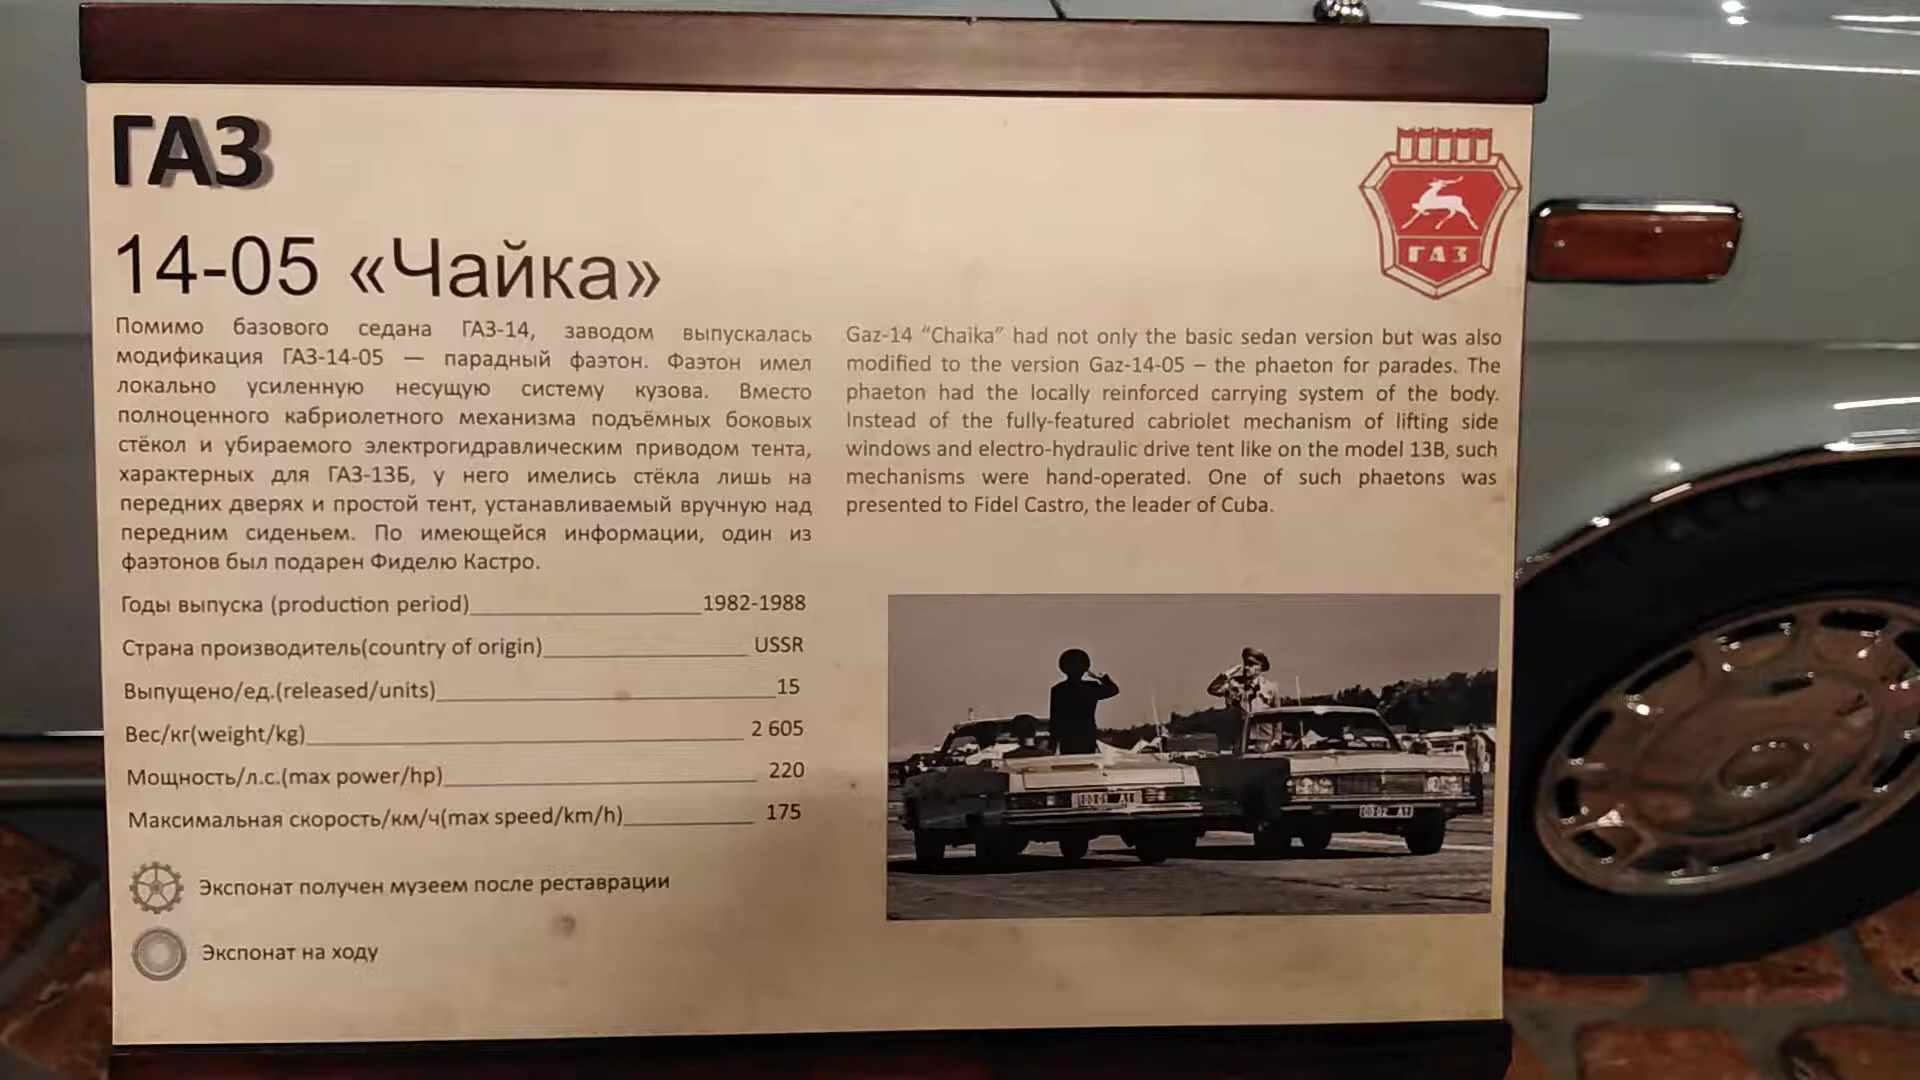 ГАЗ
14-05 «Чайка»
Помимо базового седана ГАЗ-14, заводом выпускалась
модификация ГАЗ-14-05 — парадный фаэтон. Фаэтон имел
локально усиленную несущую систему кузова. Вместо
полноценного кабриолетного механизма подъёмных боковых
стёкол и убираемого электрогидравлическим приводом тента,
характерных для ГАЗ-13Б, у него имелись стёкла лишь на
передних дверях и простой тент, устанавливаемый вручную над
передним сиденьем. По имеющейся информации, один из
фаэтонов был подарен Фиделю Кастро.
Годы выпуска (production period) 1982-1988
Страна производитель(country of origin) USSR
Выпущено/ед.(released/units) 15
Вес/кг(weight/kg) 2 605
Мощность/л.с.(max power/hp) 220
Максимальная скорость/км/ч(max speed/km/h) 175
Экспонат получен музеем после реставрации
Экспонат на ходу
ГАЗ
Gaz-14 “Chaika” had not only the basic sedan version but was also
modified to the version Gaz-14-05 – the phaeton for parades. The
phaeton had the locally reinforced carrying system of the body.
Instead of the fully-featured cabriolet mechanism of lifting side
windows and electro-hydraulic drive tent like on the model 13B, such
mechanisms were hand-operated. One of such phaetons was
presented to Fidel Castro, the leader of Cuba.